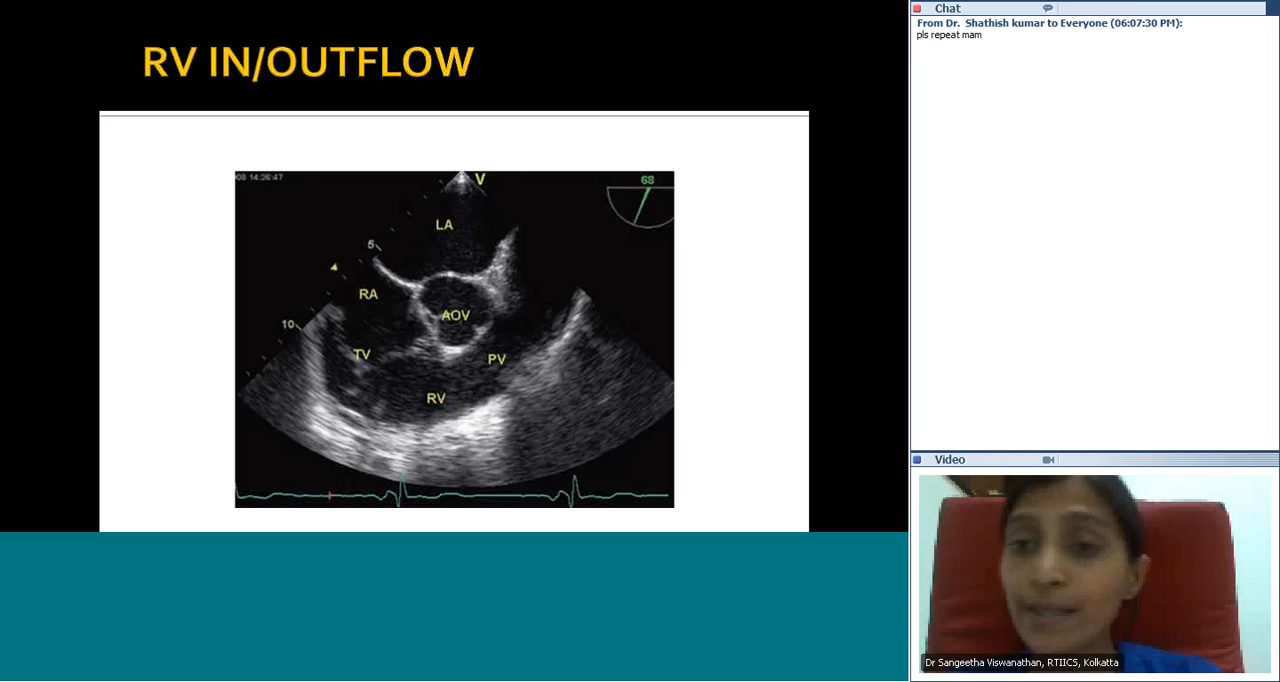 RV IN/OUTFLOW
08 14:26:47
V
68
LA
5
4
RA
10
AOV
TV
PV
RV
Chat
From Dr. Shathish kumar to Everyone (06:07:30 PM):
pls repeat mam
Video
Dr Sangeetha Viswanathan, RTIICS, Kolkatta